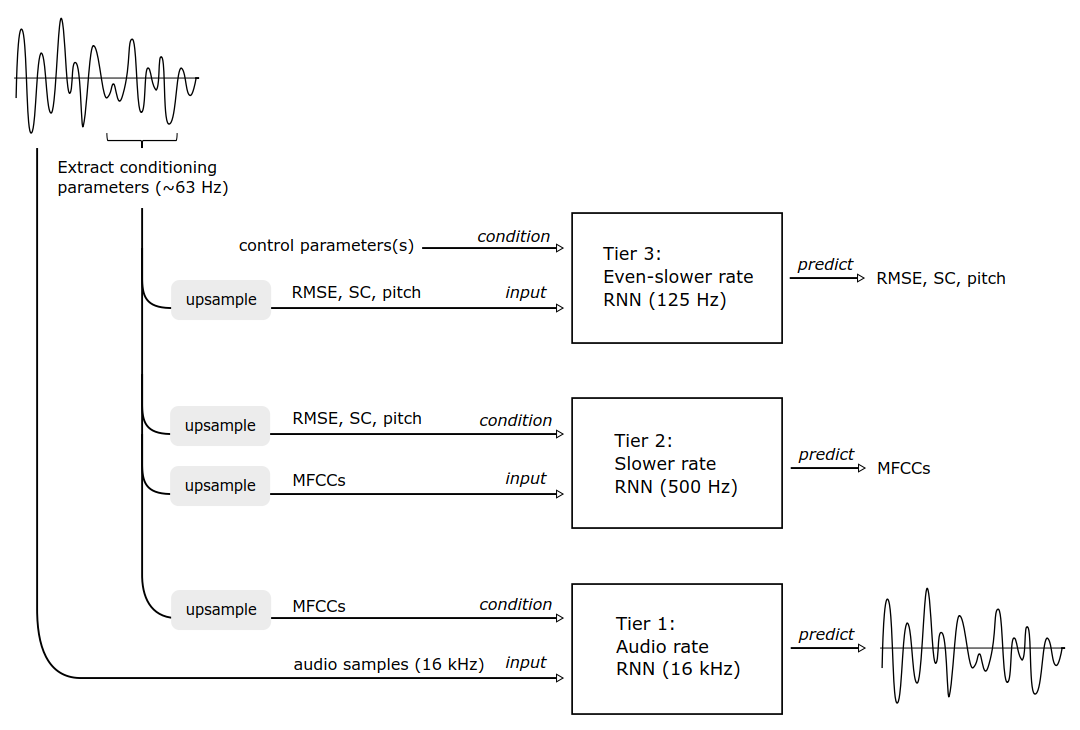 Extract conditioning
parameters (~63 Hz)
control parameters(s)
condition
upsample
RMSE, SC, pitch
input
Tier 3:
Even-slower rate
RNN (125 Hz)
predict
RMSE, SC, pitch
upsample
RMSE, SC, pitch
condition
upsample
MFCCs
input
Tier 2:
Slower rate
RNN (500 Hz)
predict
MFCCs
upsample
MFCCs
condition
audio samples (16 kHz)
input
Tier 1:
Audio rate
RNN (16 kHz)
predict